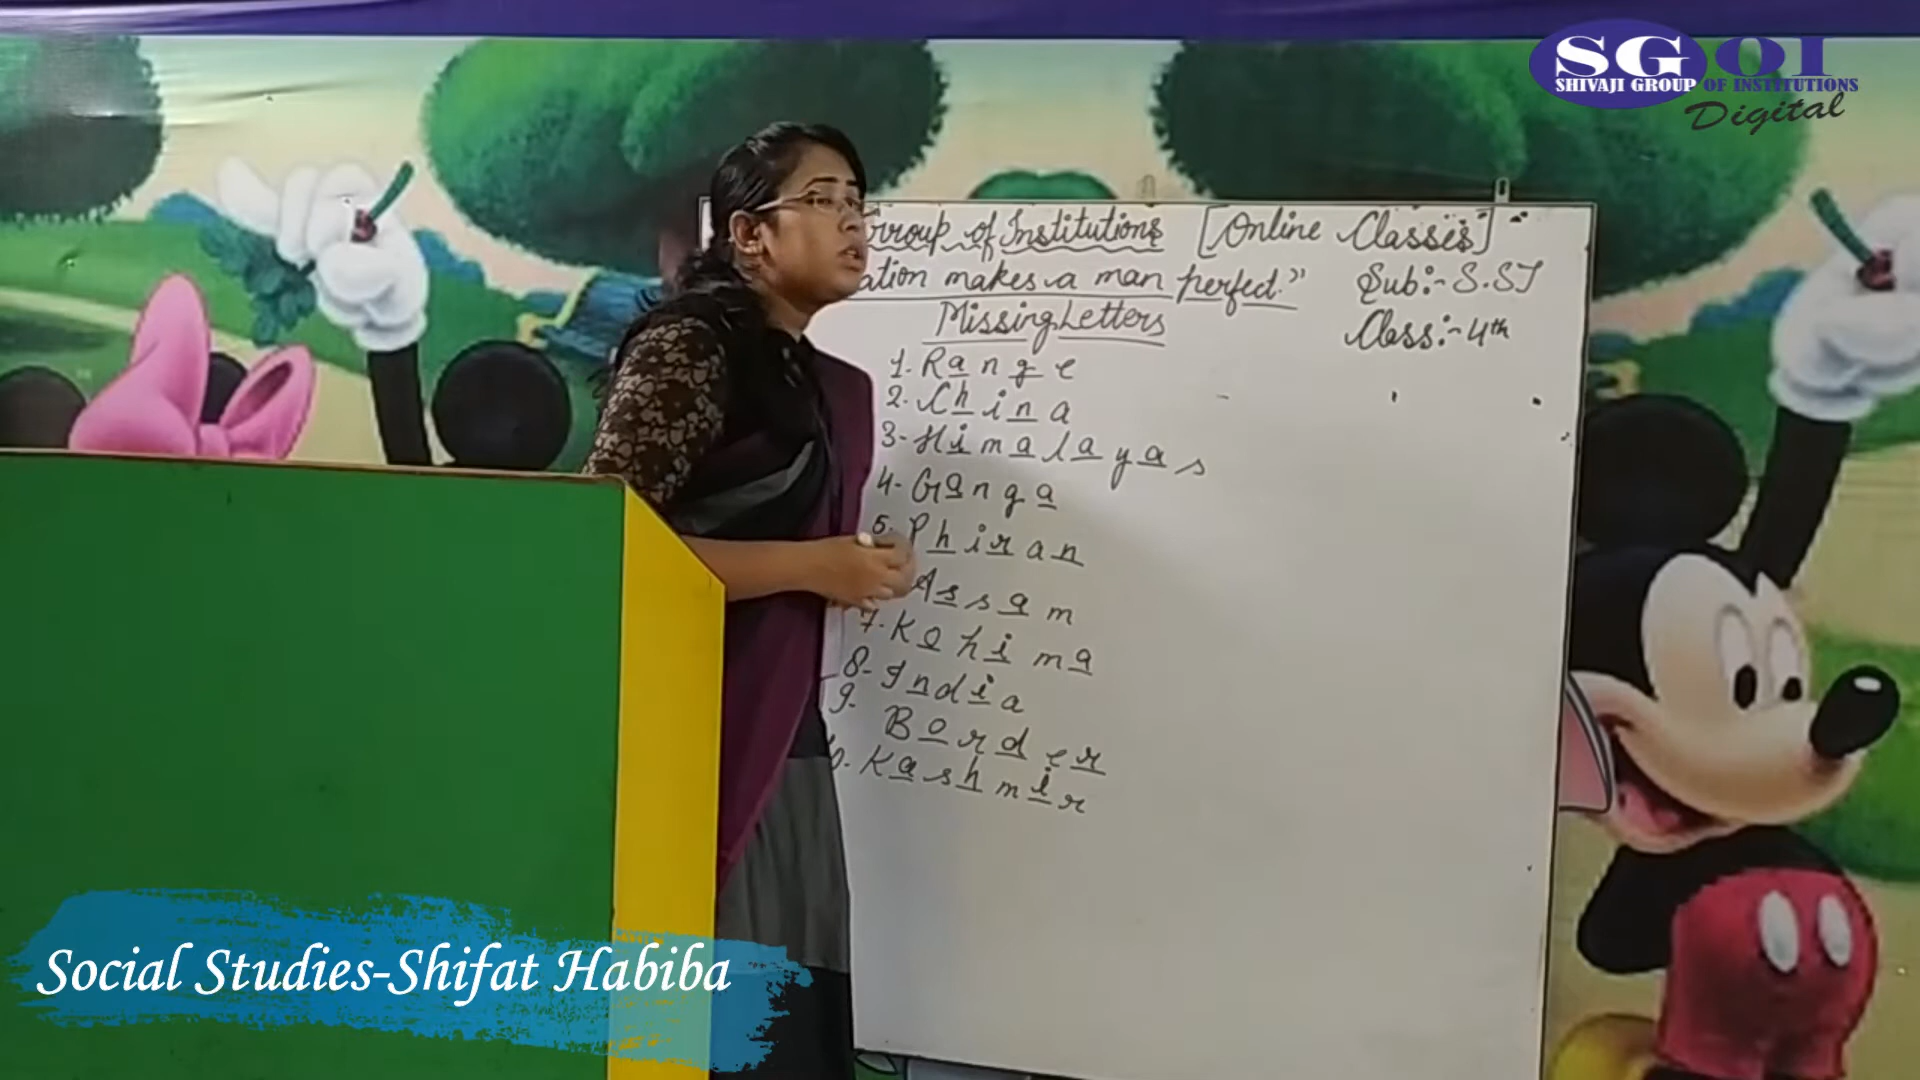 SGOI
SHIVAJI GROUP OF INSTITUTIONS
Digital
Group of Institutions [Online Classes]
ation makes a man perfect."
Sub:- S.ST
Missing Letters
Class:- 4th
1. Range
2. China
3- Himalayas
4- Ganga
5. Phiran
Assam
7. Kohima
8- India
9. Border
10. Kashmir
Social Studies-Shifat Habiba